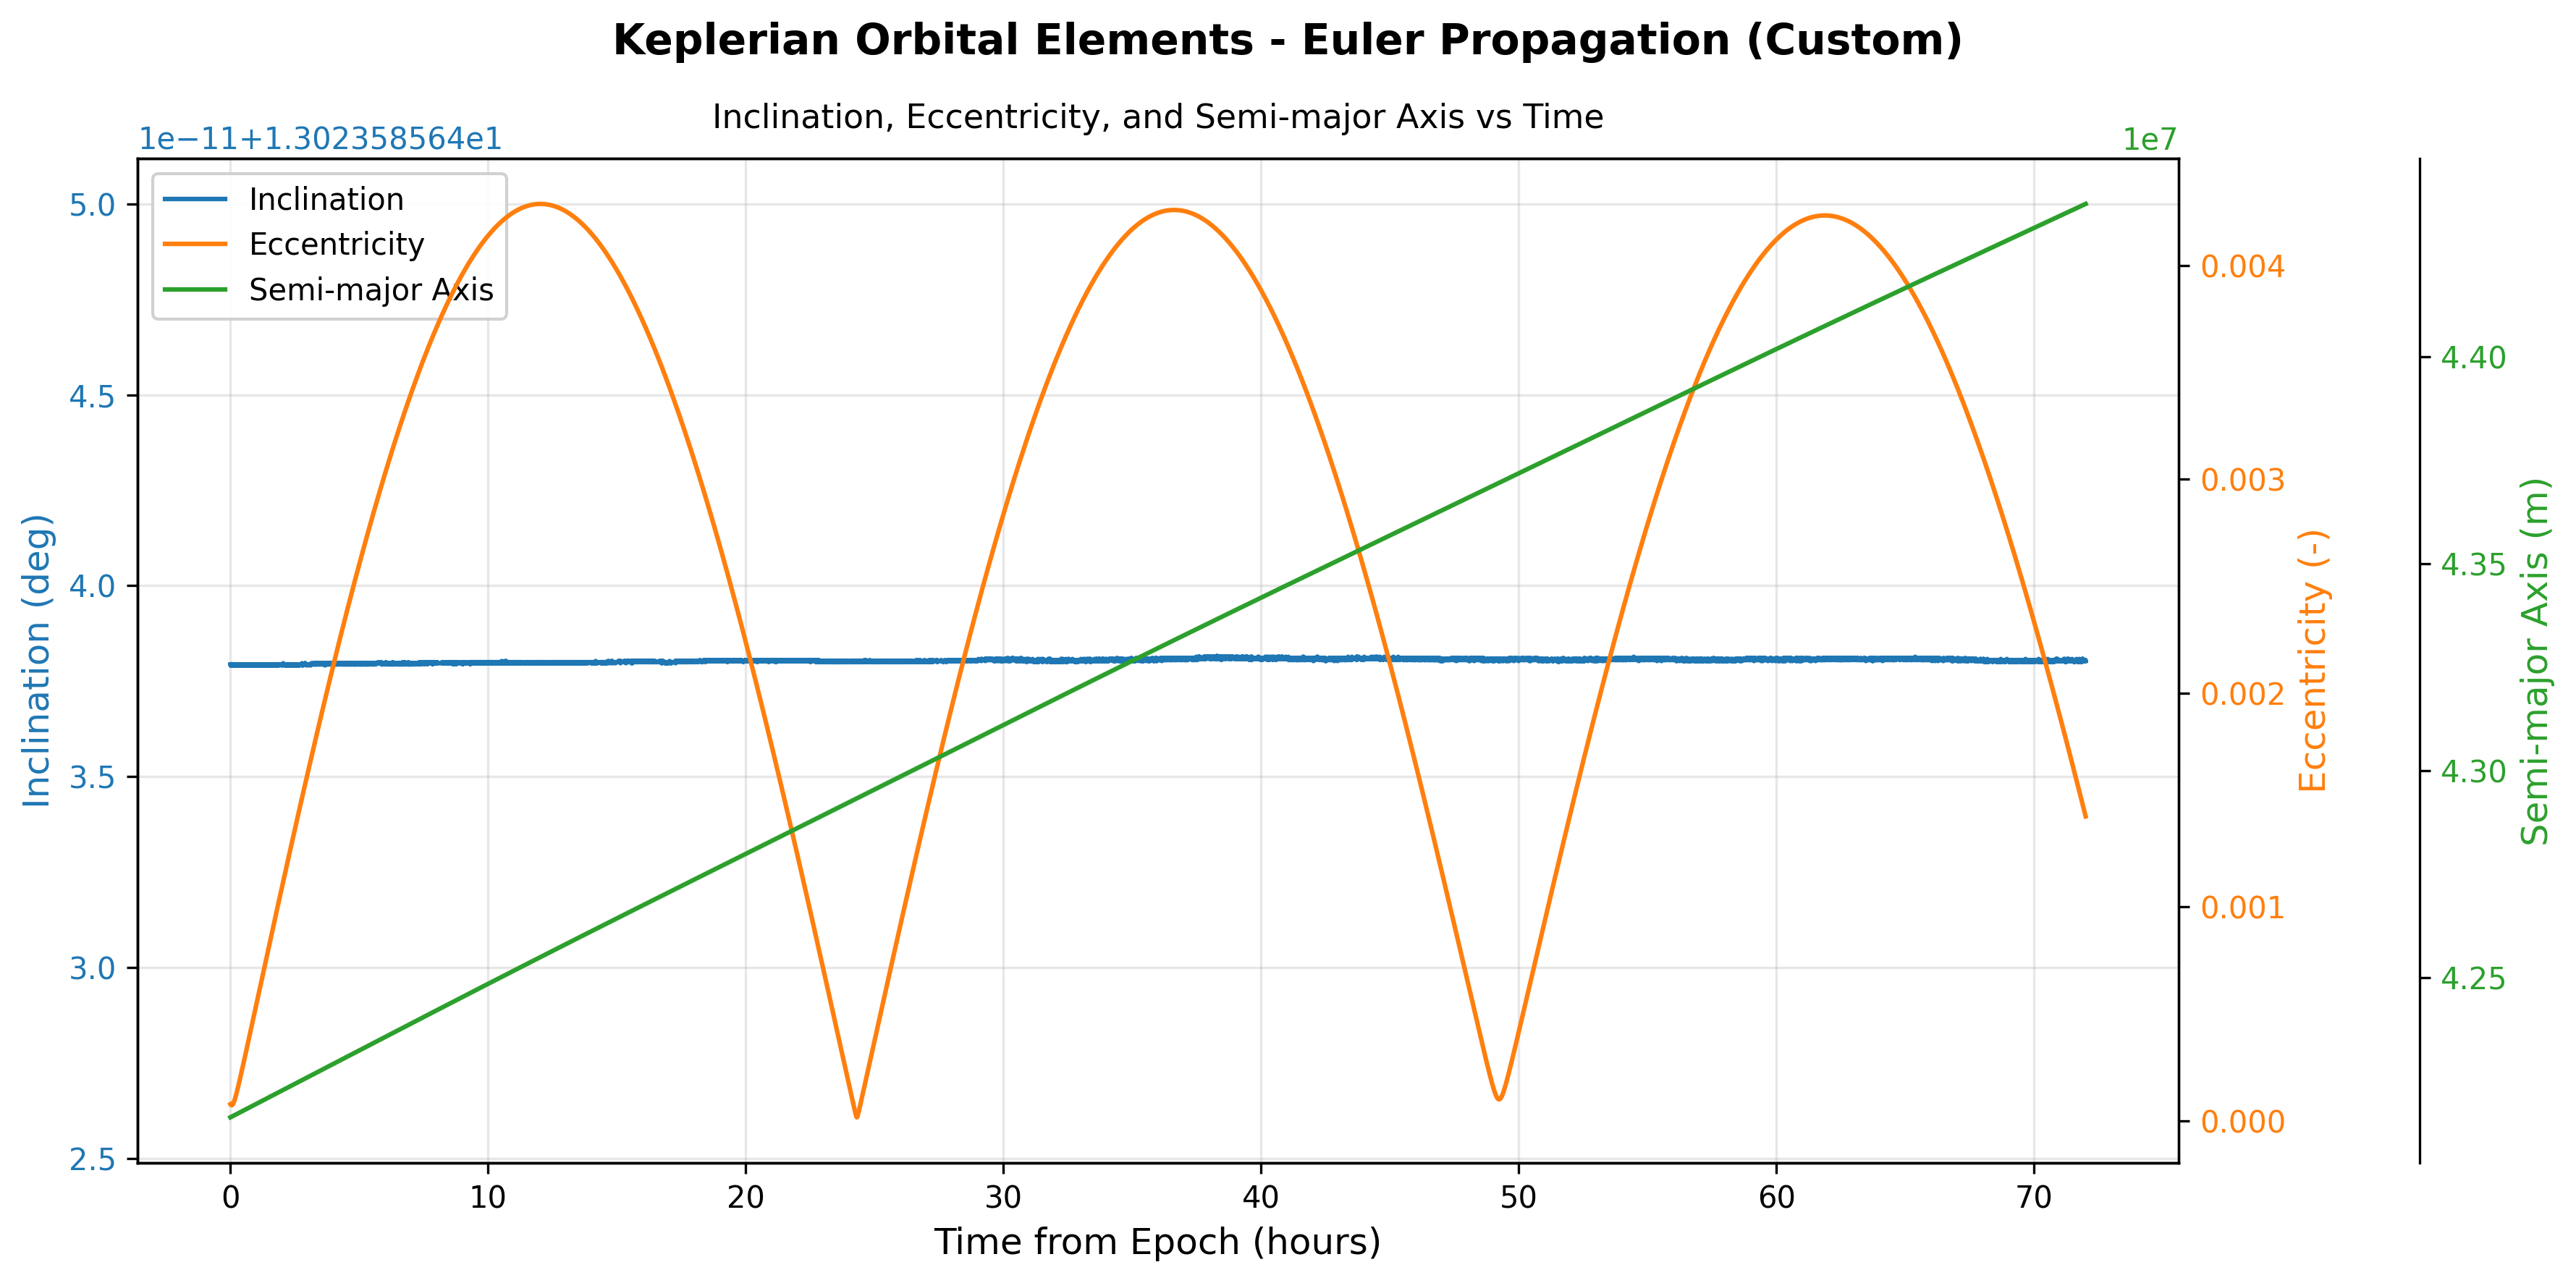 Keplerian Orbital Elements - Euler Propagation (Custom)
Inclination, Eccentricity, and Semi-major Axis vs Time
1e−11+1.302358564e1
1e7
Inclination
Eccentricity
Semi-major Axis
5.0
4.5
4.0
3.5
3.0
2.5
Inclination (deg)
0.004
0.003
0.002
0.001
0.000
Eccentricity (-)
4.40
4.35
4.30
4.25
Semi-major Axis (m)
0 10 20 30 40 50 60 70
Time from Epoch (hours)